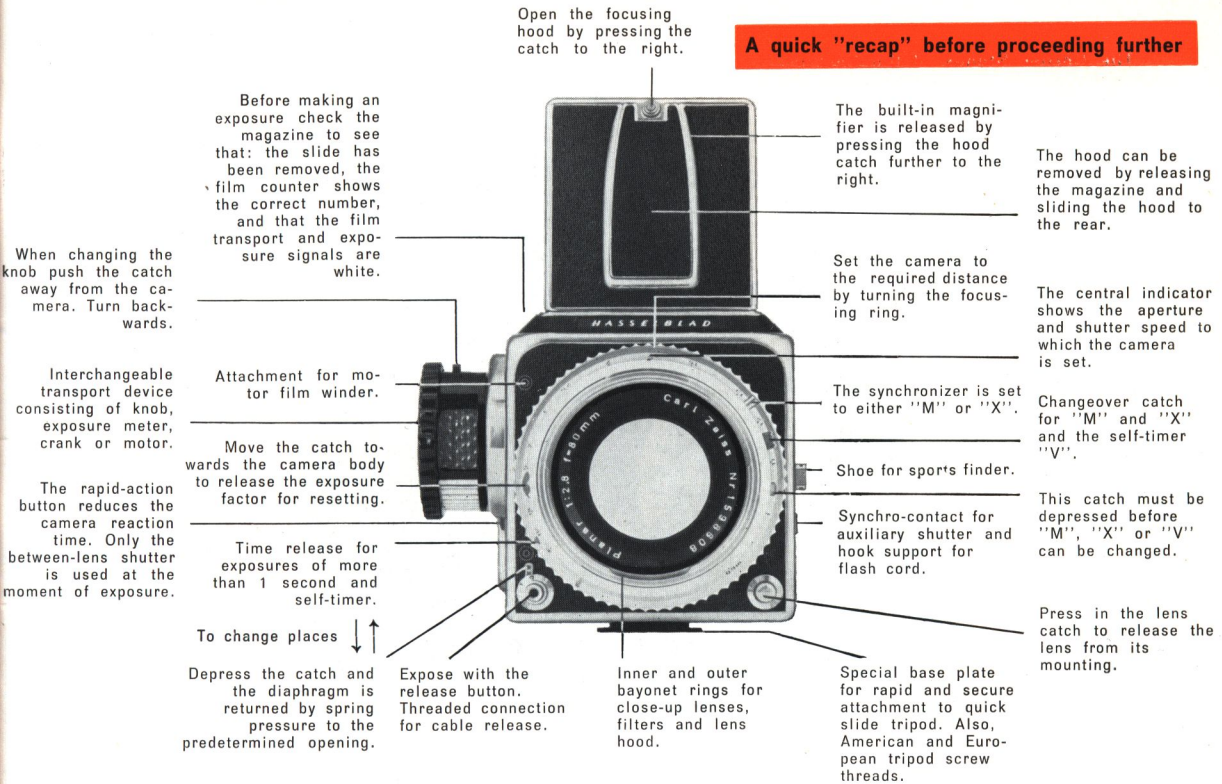 Open the focusing
hood by pressing the
catch to the right.
A quick "recap" before proceeding further
Before making an
exposure check the
magazine to see
that: the slide has
been removed, the
film counter shows
the correct number,
and that the film
transport and expo-
sure signals are
white.
When changing the
knob push the catch
away from the ca-
mera. Turn back-
wards.
Interchangeable
transport device
consisting of knob,
exposure meter,
crank or motor.
Attachment for mo-
tor film winder.
Move the catch to-
wards the camera body
to release the exposure
factor for resetting.
The rapid-action
button reduces the
camera reaction
time. Only the
between-lens shutter
is used at the
moment of exposure.
Time release for
exposures of more
than 1 second and
self-timer.
To change places ↓ ↑
Depress the catch and
the diaphragm is
returned by spring
pressure to the
predetermined opening.
Expose with the
release button.
Threaded connection
for cable release.
Inner and outer
bayonet rings for
close-up lenses,
filters and lens
hood.
Special base plate
for rapid and secure
attachment to quick
slide tripod. Also,
American and Euro-
pean tripod screw
threads.
The built-in magni-
fier is released by
pressing the hood
catch further to the
right.
The hood can be
removed by releasing
the magazine and
sliding the hood to
the rear.
Set the camera to
the required distance
by turning the focus-
ing ring.
The central indicator
shows the aperture
and shutter speed to
which the camera
is set.
The synchronizer is set
to either "M" or "X".
Changeover catch
for "M" and "X"
and the self-timer
"V".
Shoe for sports finder.
This catch must be
depressed before
"M", "X" or "V"
can be changed.
Synchro-contact for
auxiliary shutter and
hook support for
flash cord.
Press in the lens
catch to release the
lens from its
mounting.
HASSELBLAD
Planar 1:2.8 f=80mm Carl Zeiss Nr 1598608